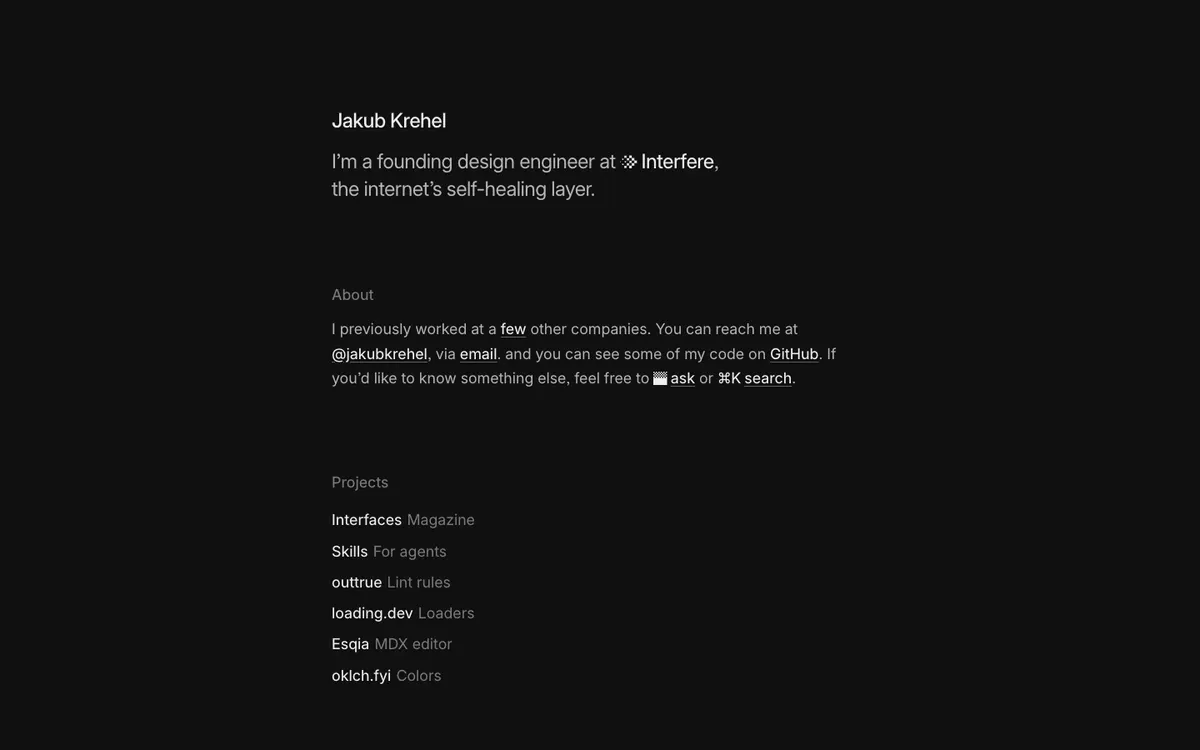 Jakub Krehel
I’m a founding design engineer at Interfere,
the internet’s self-healing layer.
About
I previously worked at a few other companies. You can reach me at
@jakubkrehel, via email. and you can see some of my code on GitHub. If
you’d like to know something else, feel free to ask or ⌘K search.
Projects
Interfaces Magazine
Skills For agents
outtrue Lint rules
loading.dev Loaders
Esqia MDX editor
oklch.fyi Colors